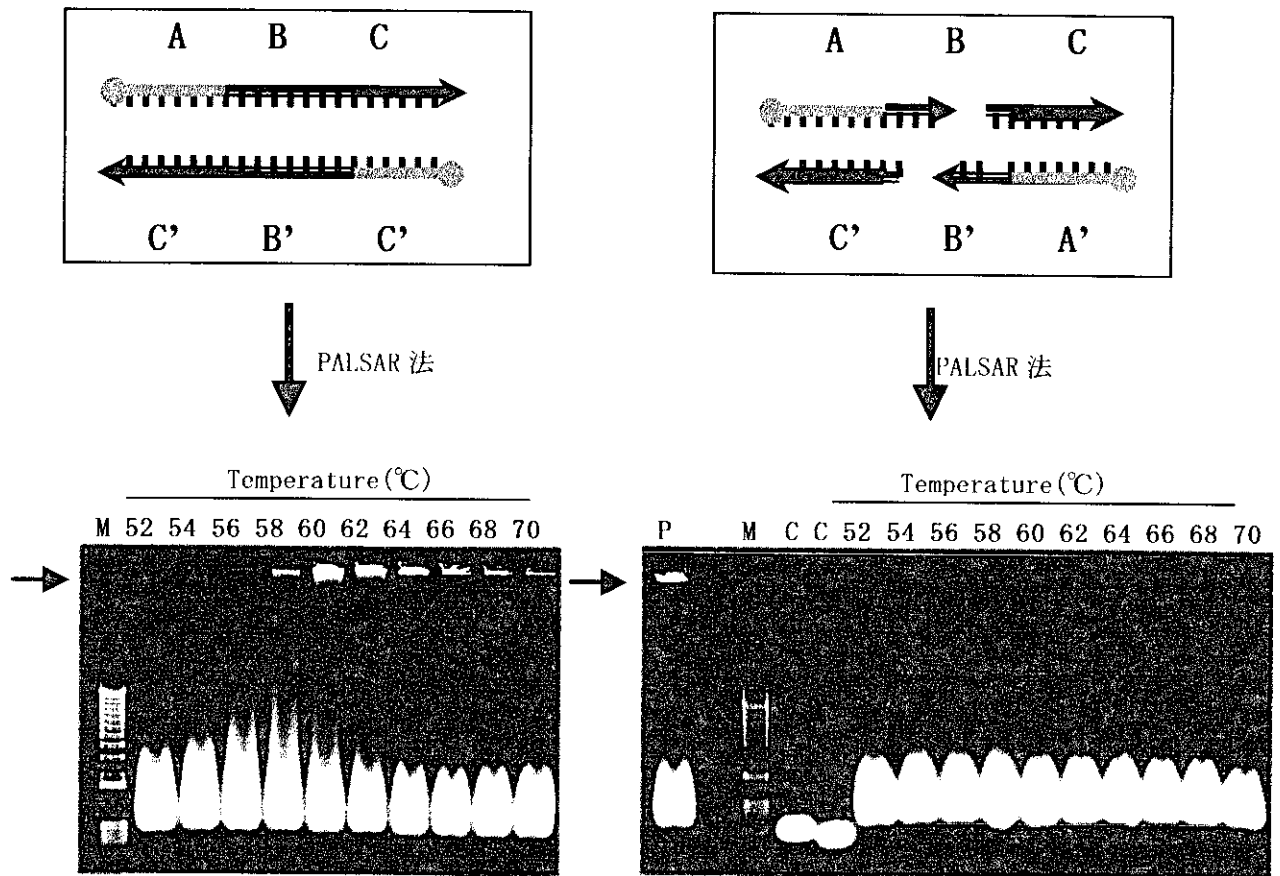 A B C
C’ B’ C’
PALSAR 法
Temperature(℃)
M 52 54 56 58 60 62 64 66 68 70
A B C
C’ B’ A’
PALSAR 法
Temperature(℃)
P M C C 52 54 56 58 60 62 64 66 68 70